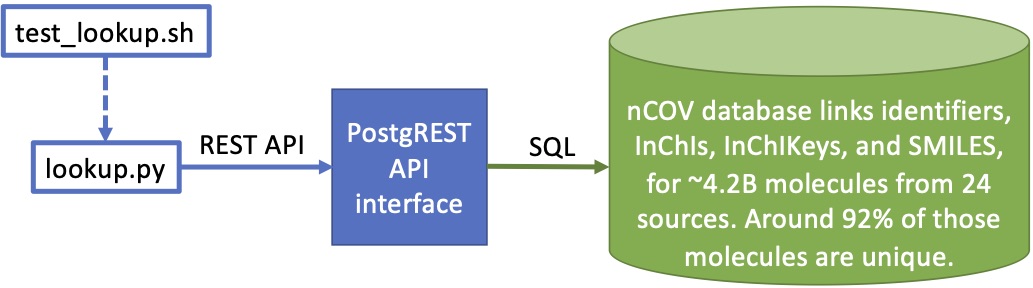 test_lookup.sh
lookup.py
REST API
PostgREST
API
interface
SQL
nCOV database links identifiers,
InChIs, InChIKeys, and SMILES,
for ~4.2B molecules from 24
sources. Around 92% of those
molecules are unique.